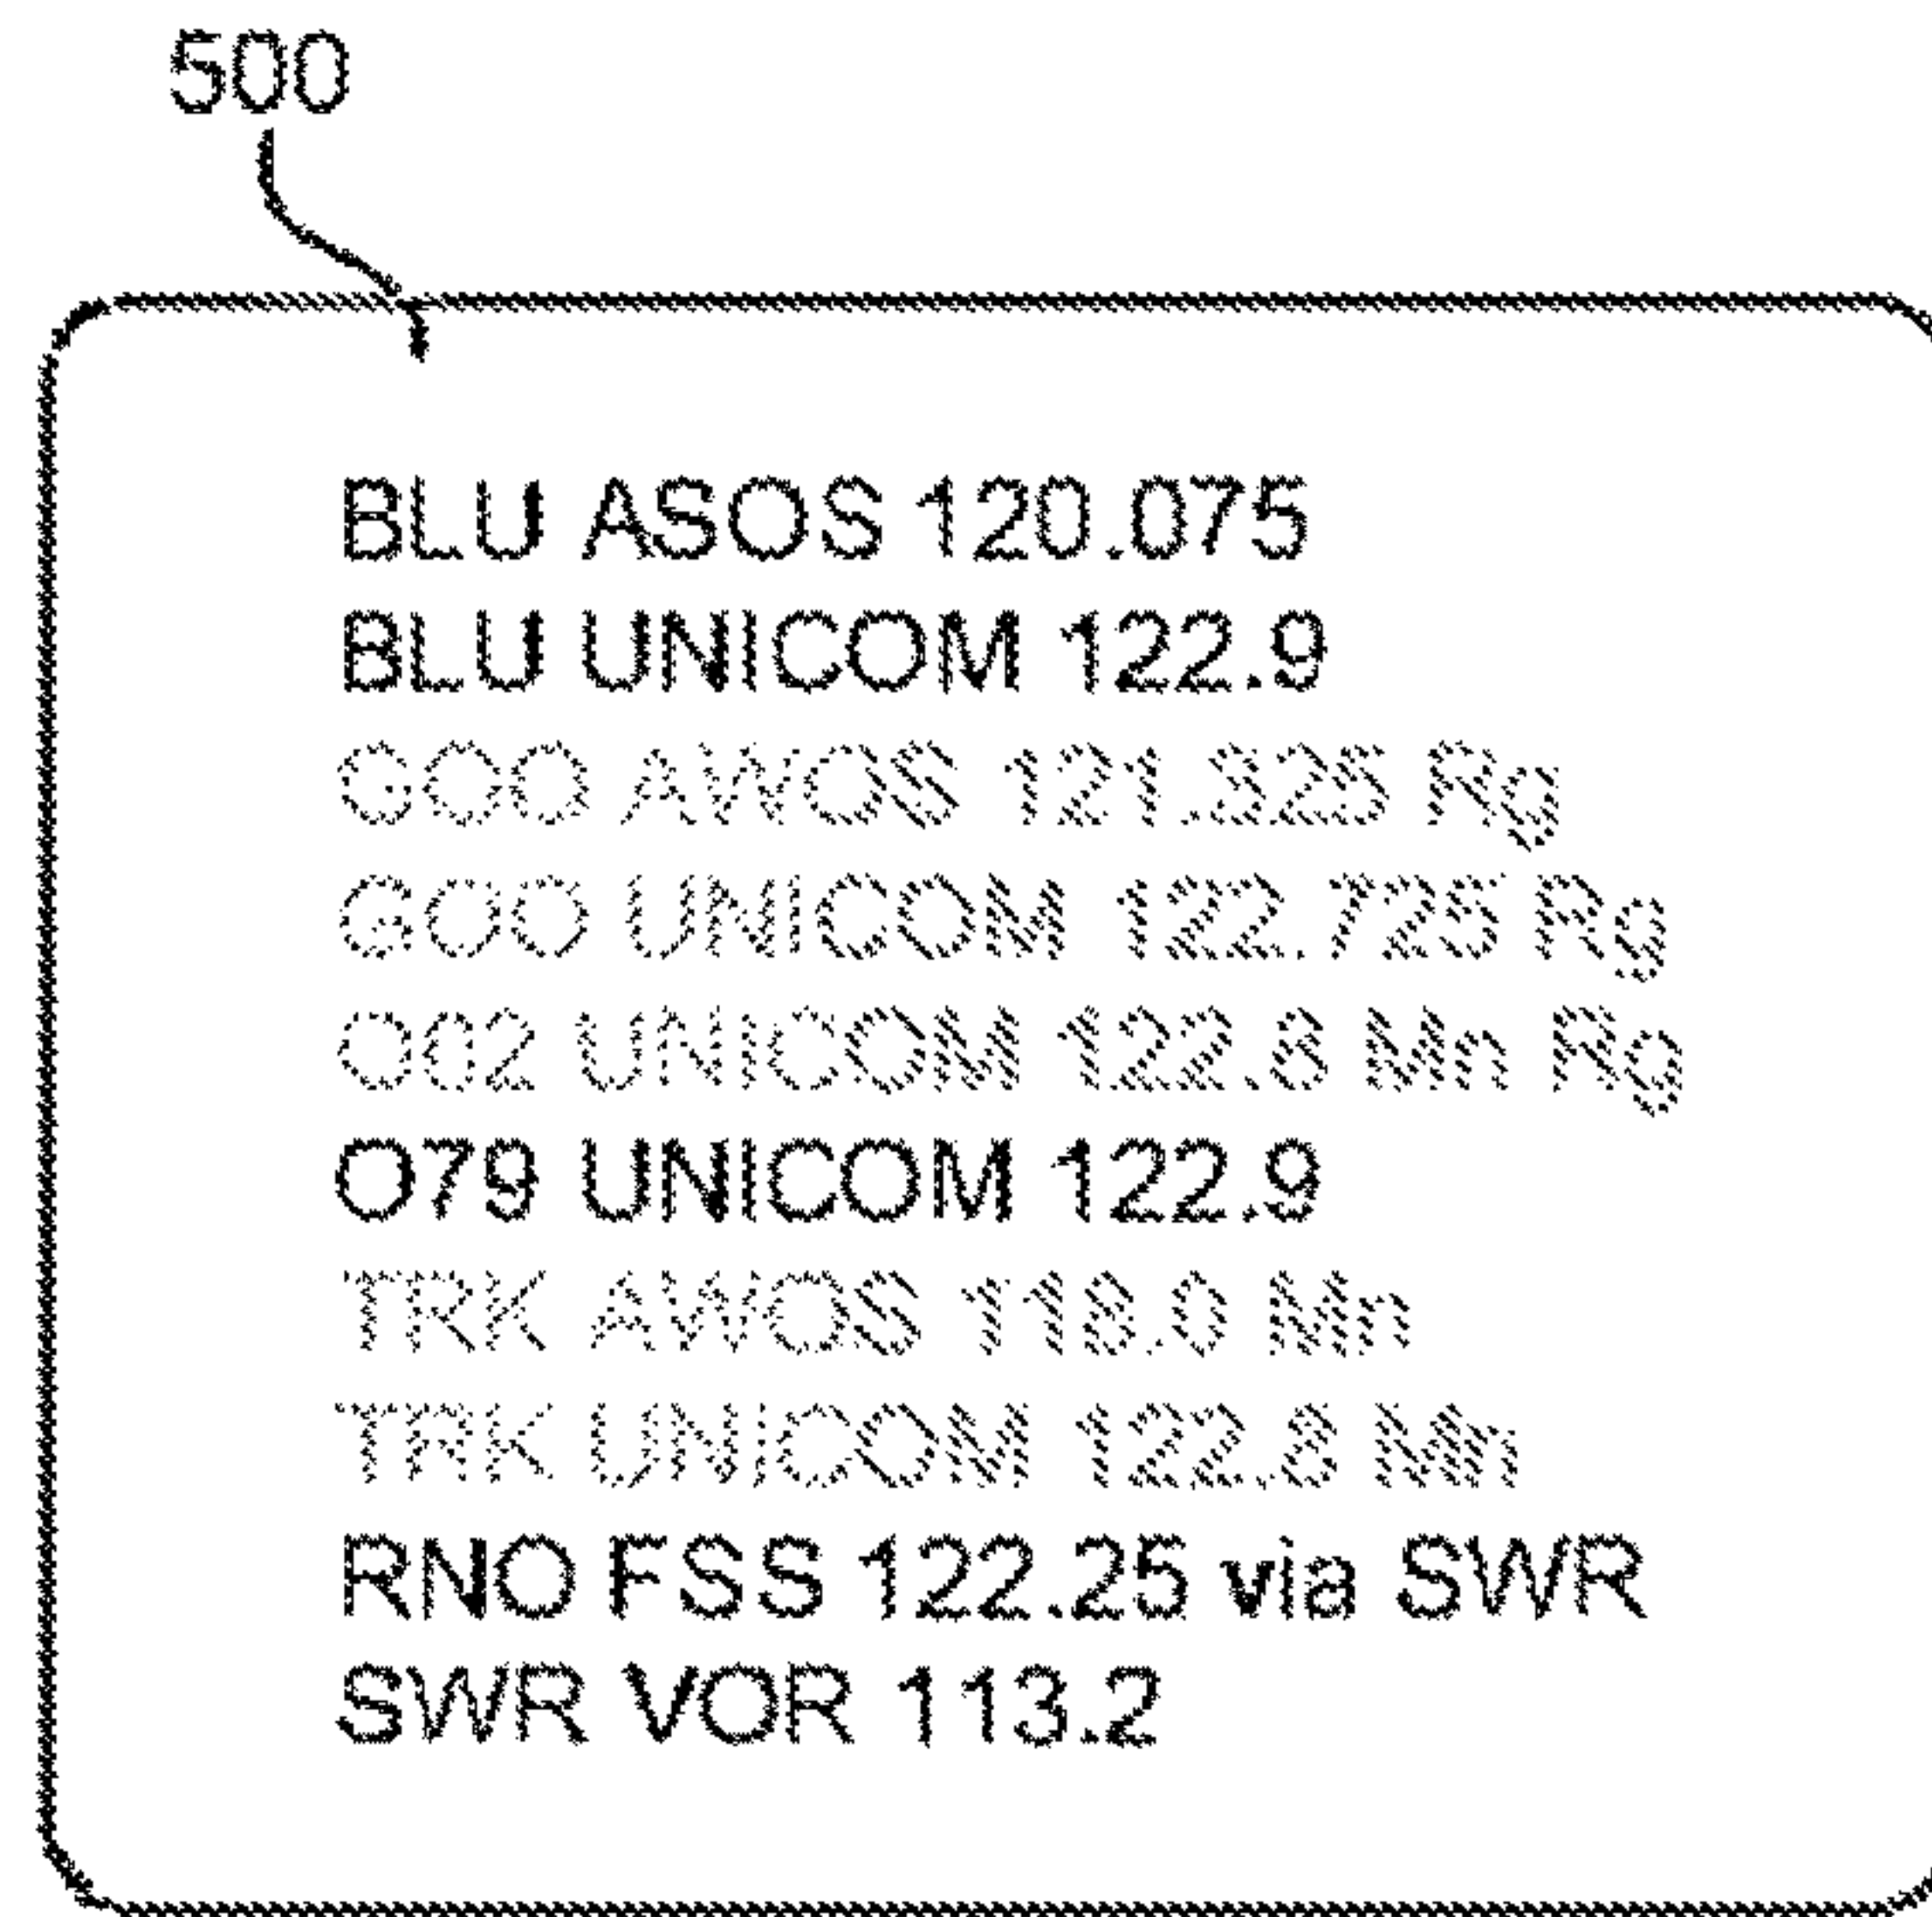 500
BLU ASOS 120.075
BLU UNICOM 122.9
GOO AWOS 121.325 Rg
GOO UNICOM 122.725 Rg
O02 UNICOM 122.8 Mn Rg
O79 UNICOM 122.9
TRK AWOS 118.0 Mn
TRK UNICOM 122.8 Mn
RNO FSS 122.25 via SWR
SWR VOR 113.2